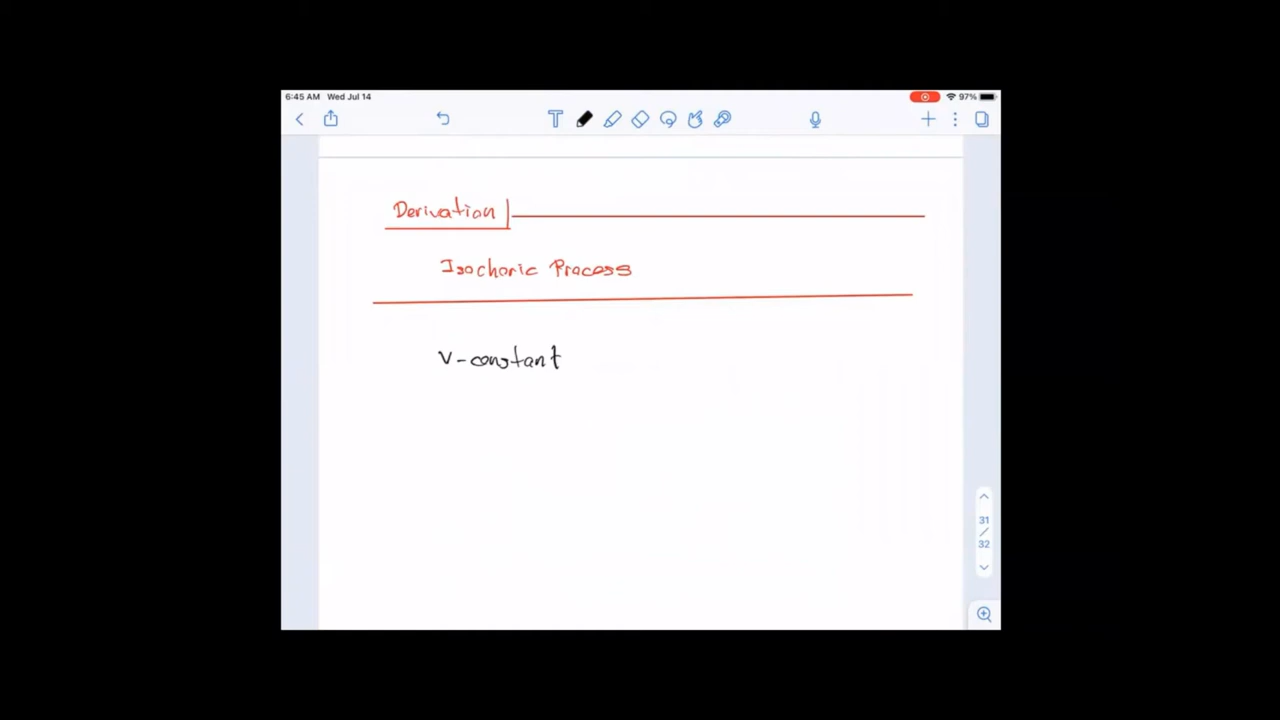 6:45 AM Wed Jul 14
97%
T
Derivation
Isochoric Process
V-constant
31
/
32